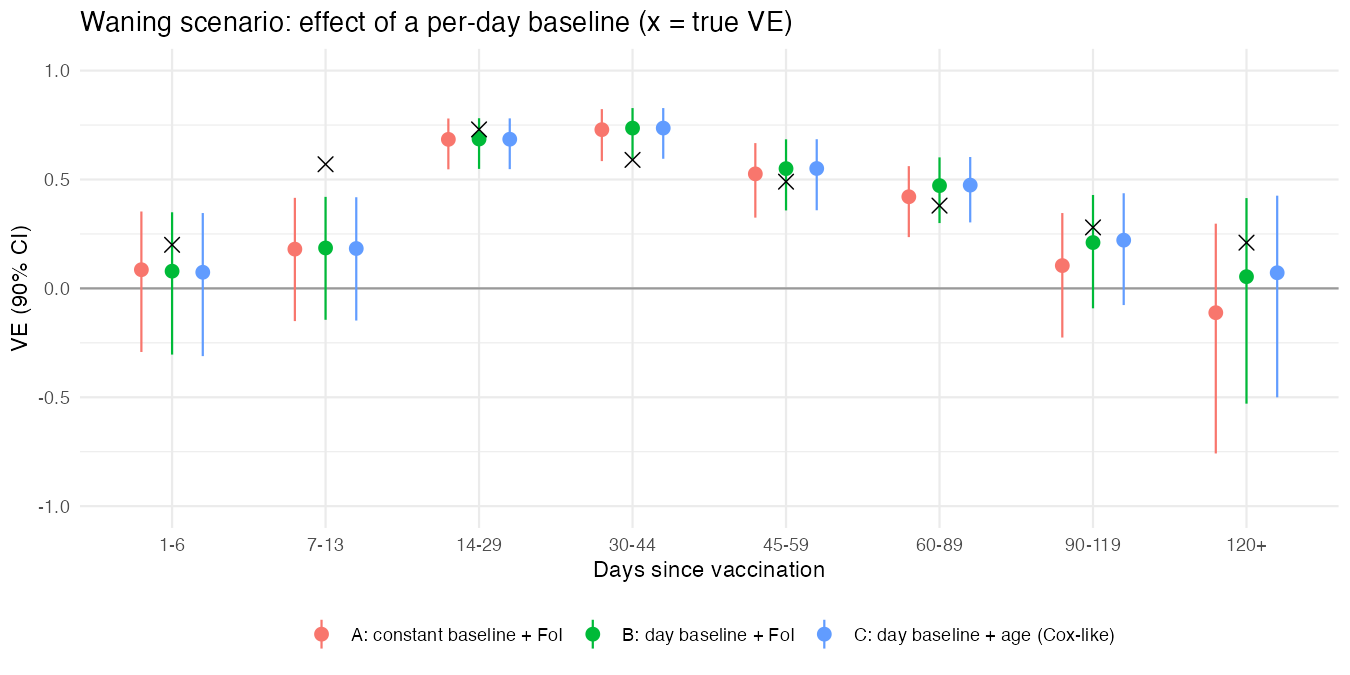 Waning scenario: effect of a per-day baseline (x = true VE)
VE (90% CI)
1.0
0.5
0.0
-0.5
-1.0
1-6 7-13 14-29 30-44 45-59 60-89 90-119 120+
Days since vaccination
A: constant baseline + FoI B: day baseline + FoI C: day baseline + age (Cox-like)